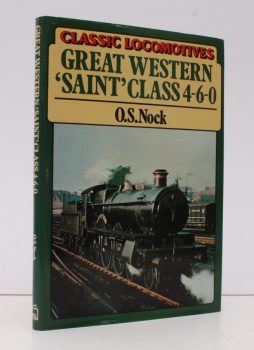 CLASSIC LOCOMOTIVES
GREAT WESTERN
'SAINT' CLASS 4-6-0
O.S. Nock
GREAT WESTERN 'SAINT' CLASS 4-6-0
O.S. Nock